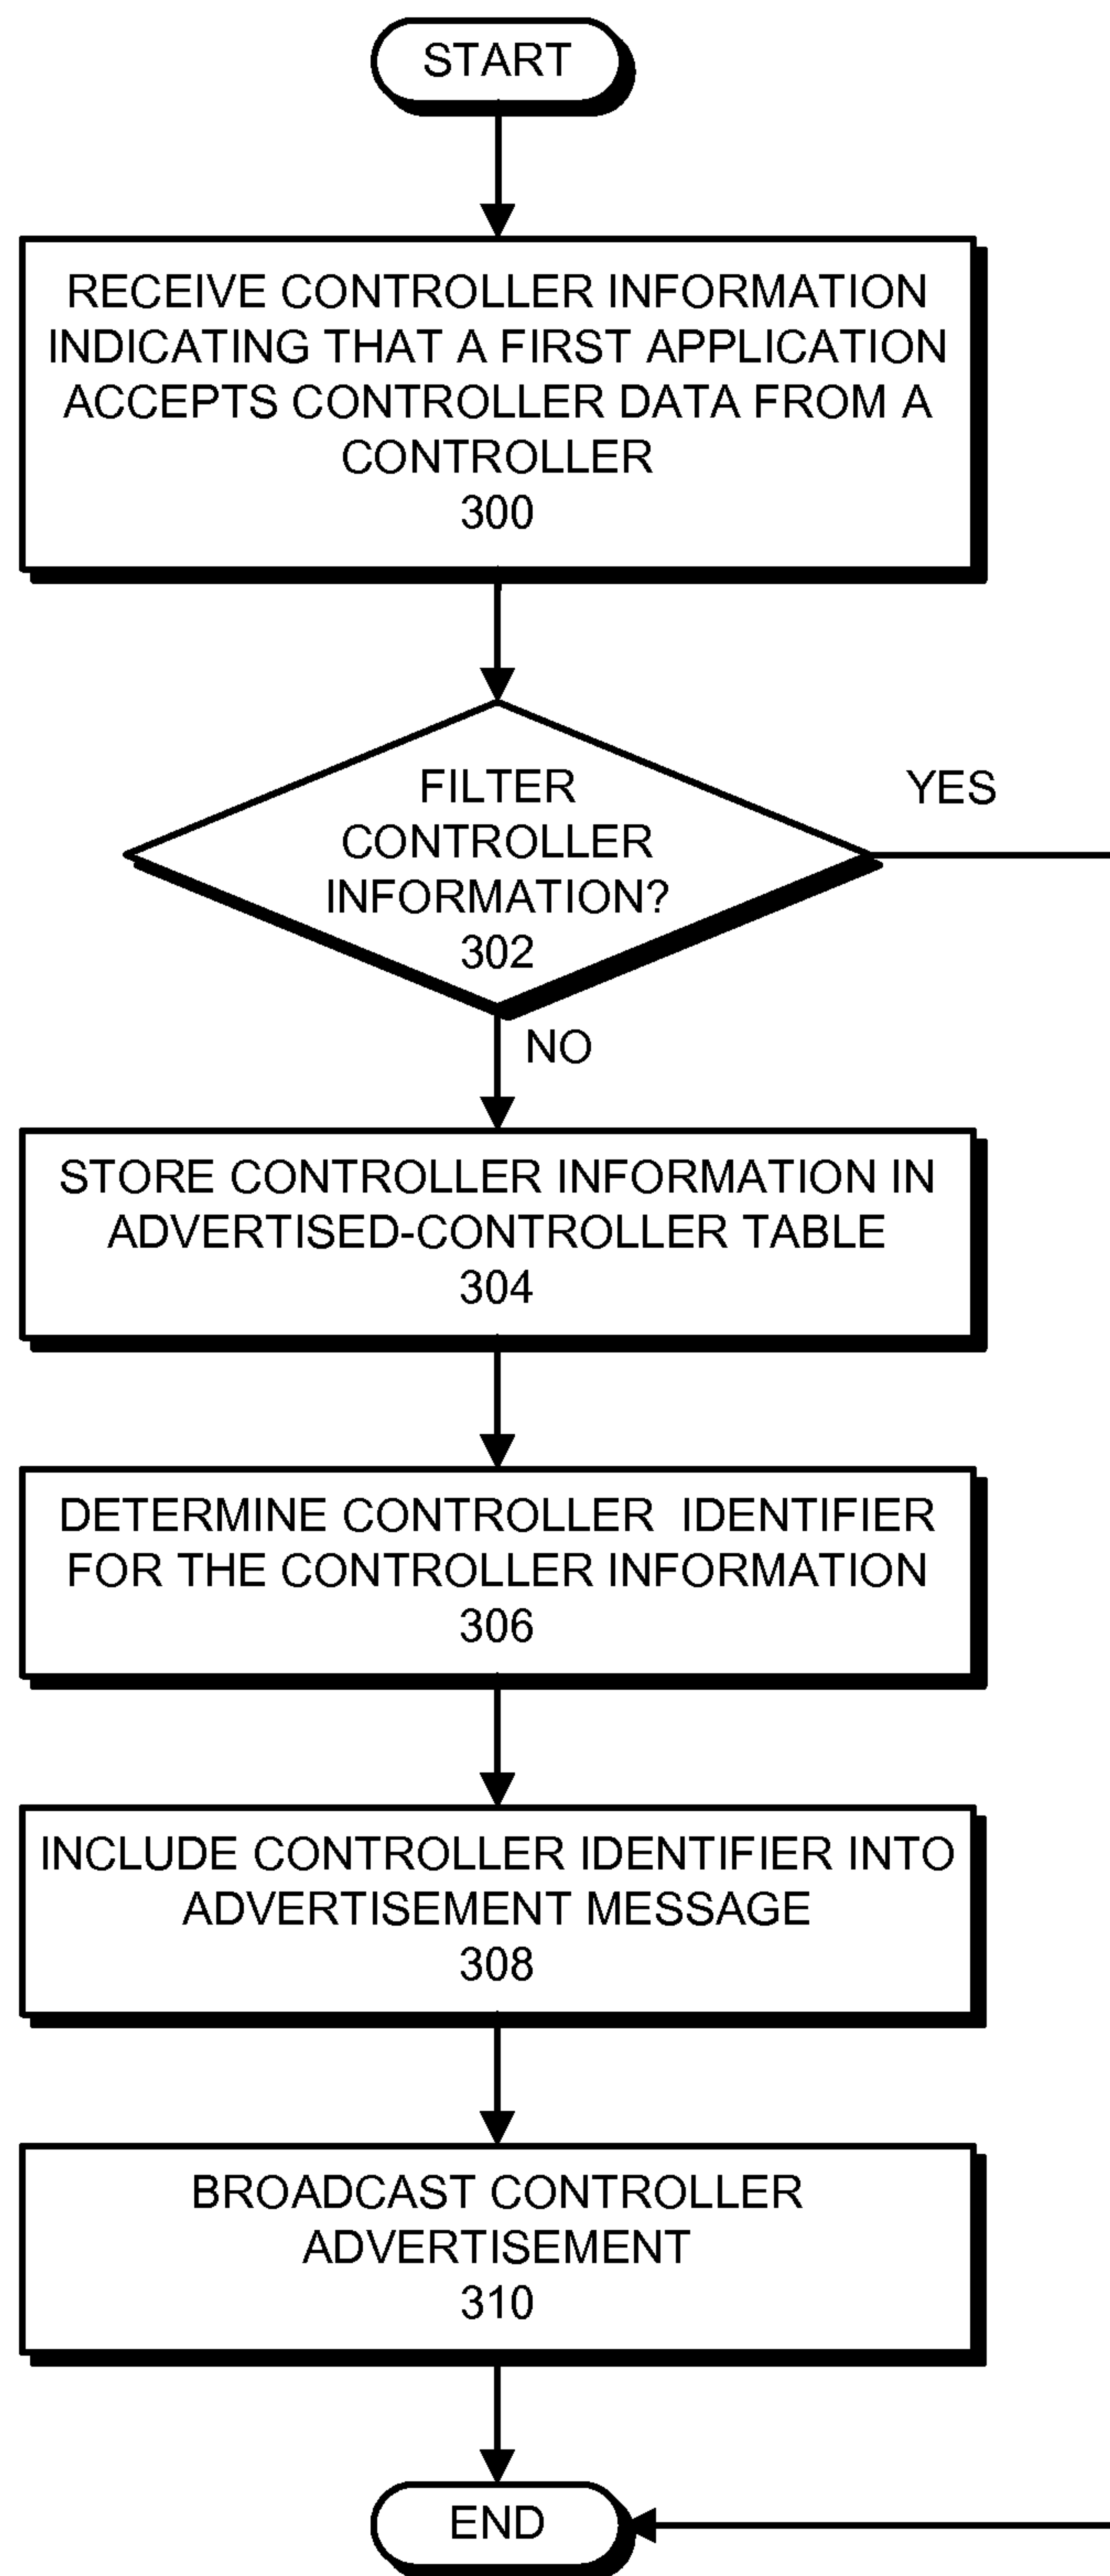 START
RECEIVE CONTROLLER INFORMATION
INDICATING THAT A FIRST APPLICATION
ACCEPTS CONTROLLER DATA FROM A
CONTROLLER
300
FILTER
CONTROLLER
INFORMATION?
302
YES
NO
STORE CONTROLLER INFORMATION IN
ADVERTISED-CONTROLLER TABLE
304
DETERMINE CONTROLLER IDENTIFIER
FOR THE CONTROLLER INFORMATION
306
INCLUDE CONTROLLER IDENTIFIER INTO
ADVERTISEMENT MESSAGE
308
BROADCAST CONTROLLER
ADVERTISEMENT
310
END